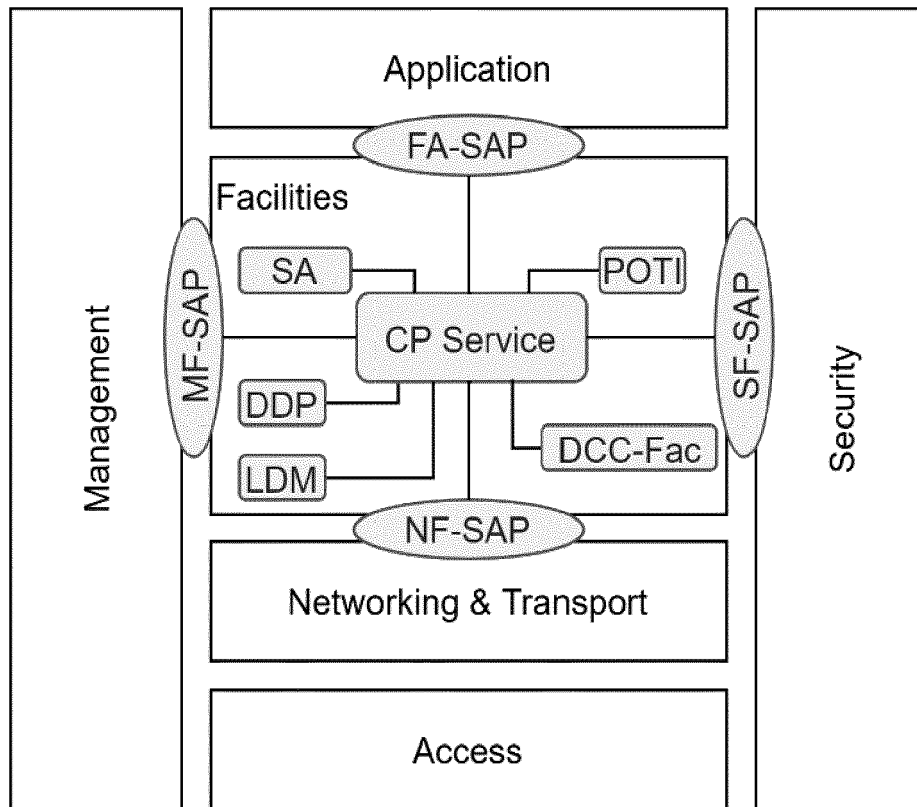 Application
FA-SAP
Facilities
SA
POTI
MF-SAP
CP Service
SF-SAP
Management
DDP
Security
DCC-Fac
LDM
NF-SAP
Networking & Transport
Access